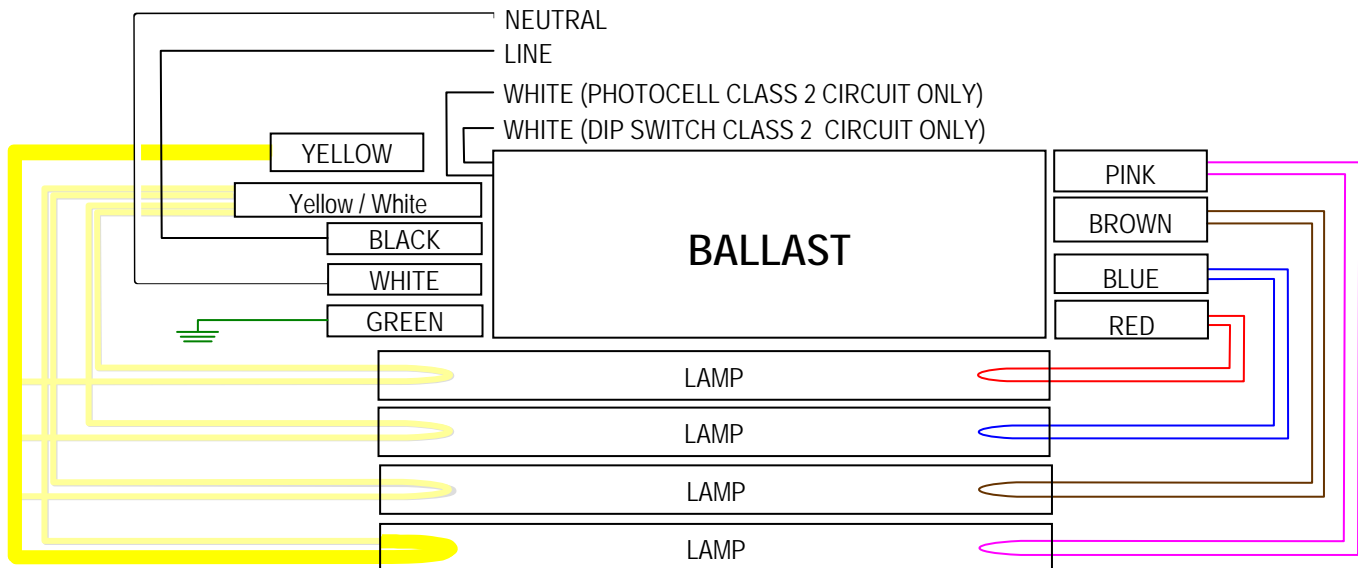 NEUTRAL
LINE
WHITE (PHOTOCELL CLASS 2 CIRCUIT ONLY)
WHITE (DIP SWITCH CLASS 2 CIRCUIT ONLY)
YELLOW
Yellow / White
BLACK
WHITE
GREEN
BALLAST
PINK
BROWN
BLUE
RED
LAMP
LAMP
LAMP
LAMP